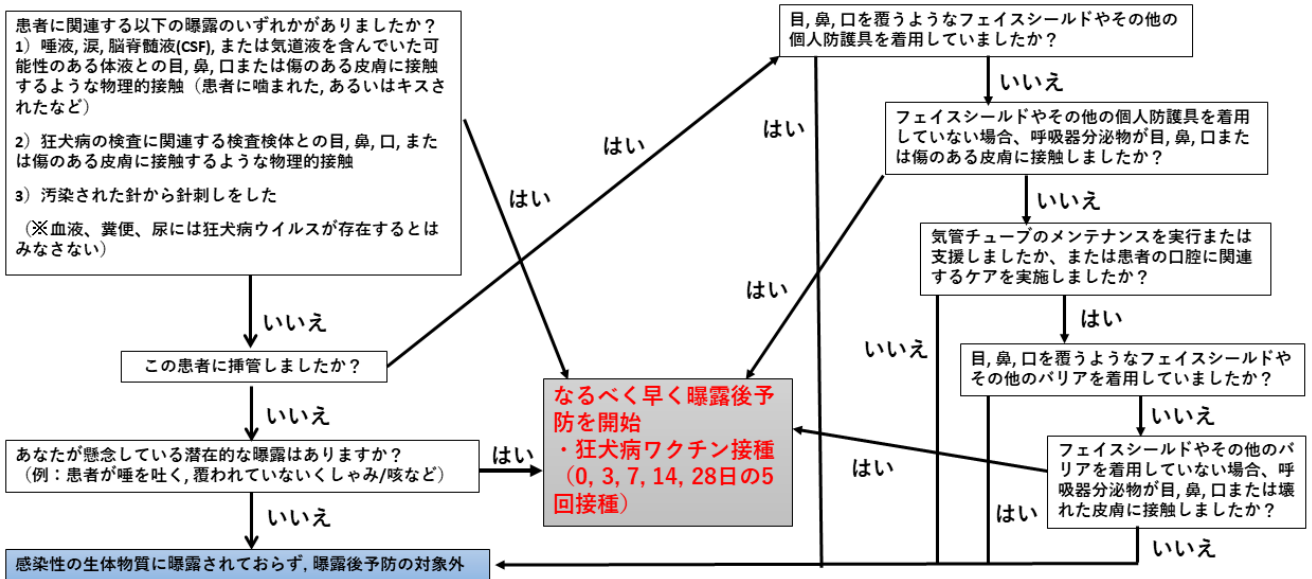 患者に関連する以下の曝露のいずれかがありましたか？
1）唾液, 涙, 脳脊髄液(CSF), または気道液を含んでいた可
能性のある体液との目, 鼻, 口または傷のある皮膚に接触
するような物理的接触（患者に噛まれた, あるいはキスさ
れたなど）
2）狂犬病の検査に関連する検査検体との目, 鼻, 口, また
は傷のある皮膚に接触するような物理的接触
3）汚染された針から針刺しをした
（※血液、糞便、尿には狂犬病ウイルスが存在するとは
みなさない）
いいえ
はい
この患者に挿管しましたか？
はい
いいえ
あなたが懸念している潜在的な曝露はありますか？
（例：患者が唾を吐く, 覆われていないくしゃみ/咳など）
はい
いいえ
感染性の生体物質に曝露されておらず, 曝露後予防の対象外
なるべく早く曝露後予
防を開始
・狂犬病ワクチン接種
（0, 3, 7, 14, 28日の5
回接種）
目, 鼻, 口を覆うようなフェイスシールドやその他の
個人防護具を着用していましたか？
はい
いいえ
フェイスシールドやその他の個人防護具を着用
していない場合、呼吸器分泌物が目, 鼻, 口また
は傷のある皮膚に接触しましたか？
はい
いいえ
気管チューブのメンテナンスを実行または
支援しましたか、または患者の口腔に関連
するケアを実施しましたか？
いいえ
はい
目, 鼻, 口を覆うようなフェイスシールドや
その他のバリアを着用していましたか？
はい
いいえ
フェイスシールドやその他のバ
リアを着用していない場合、呼
吸器分泌物が目, 鼻, 口または壊
れた皮膚に接触しましたか？
はい
いいえ